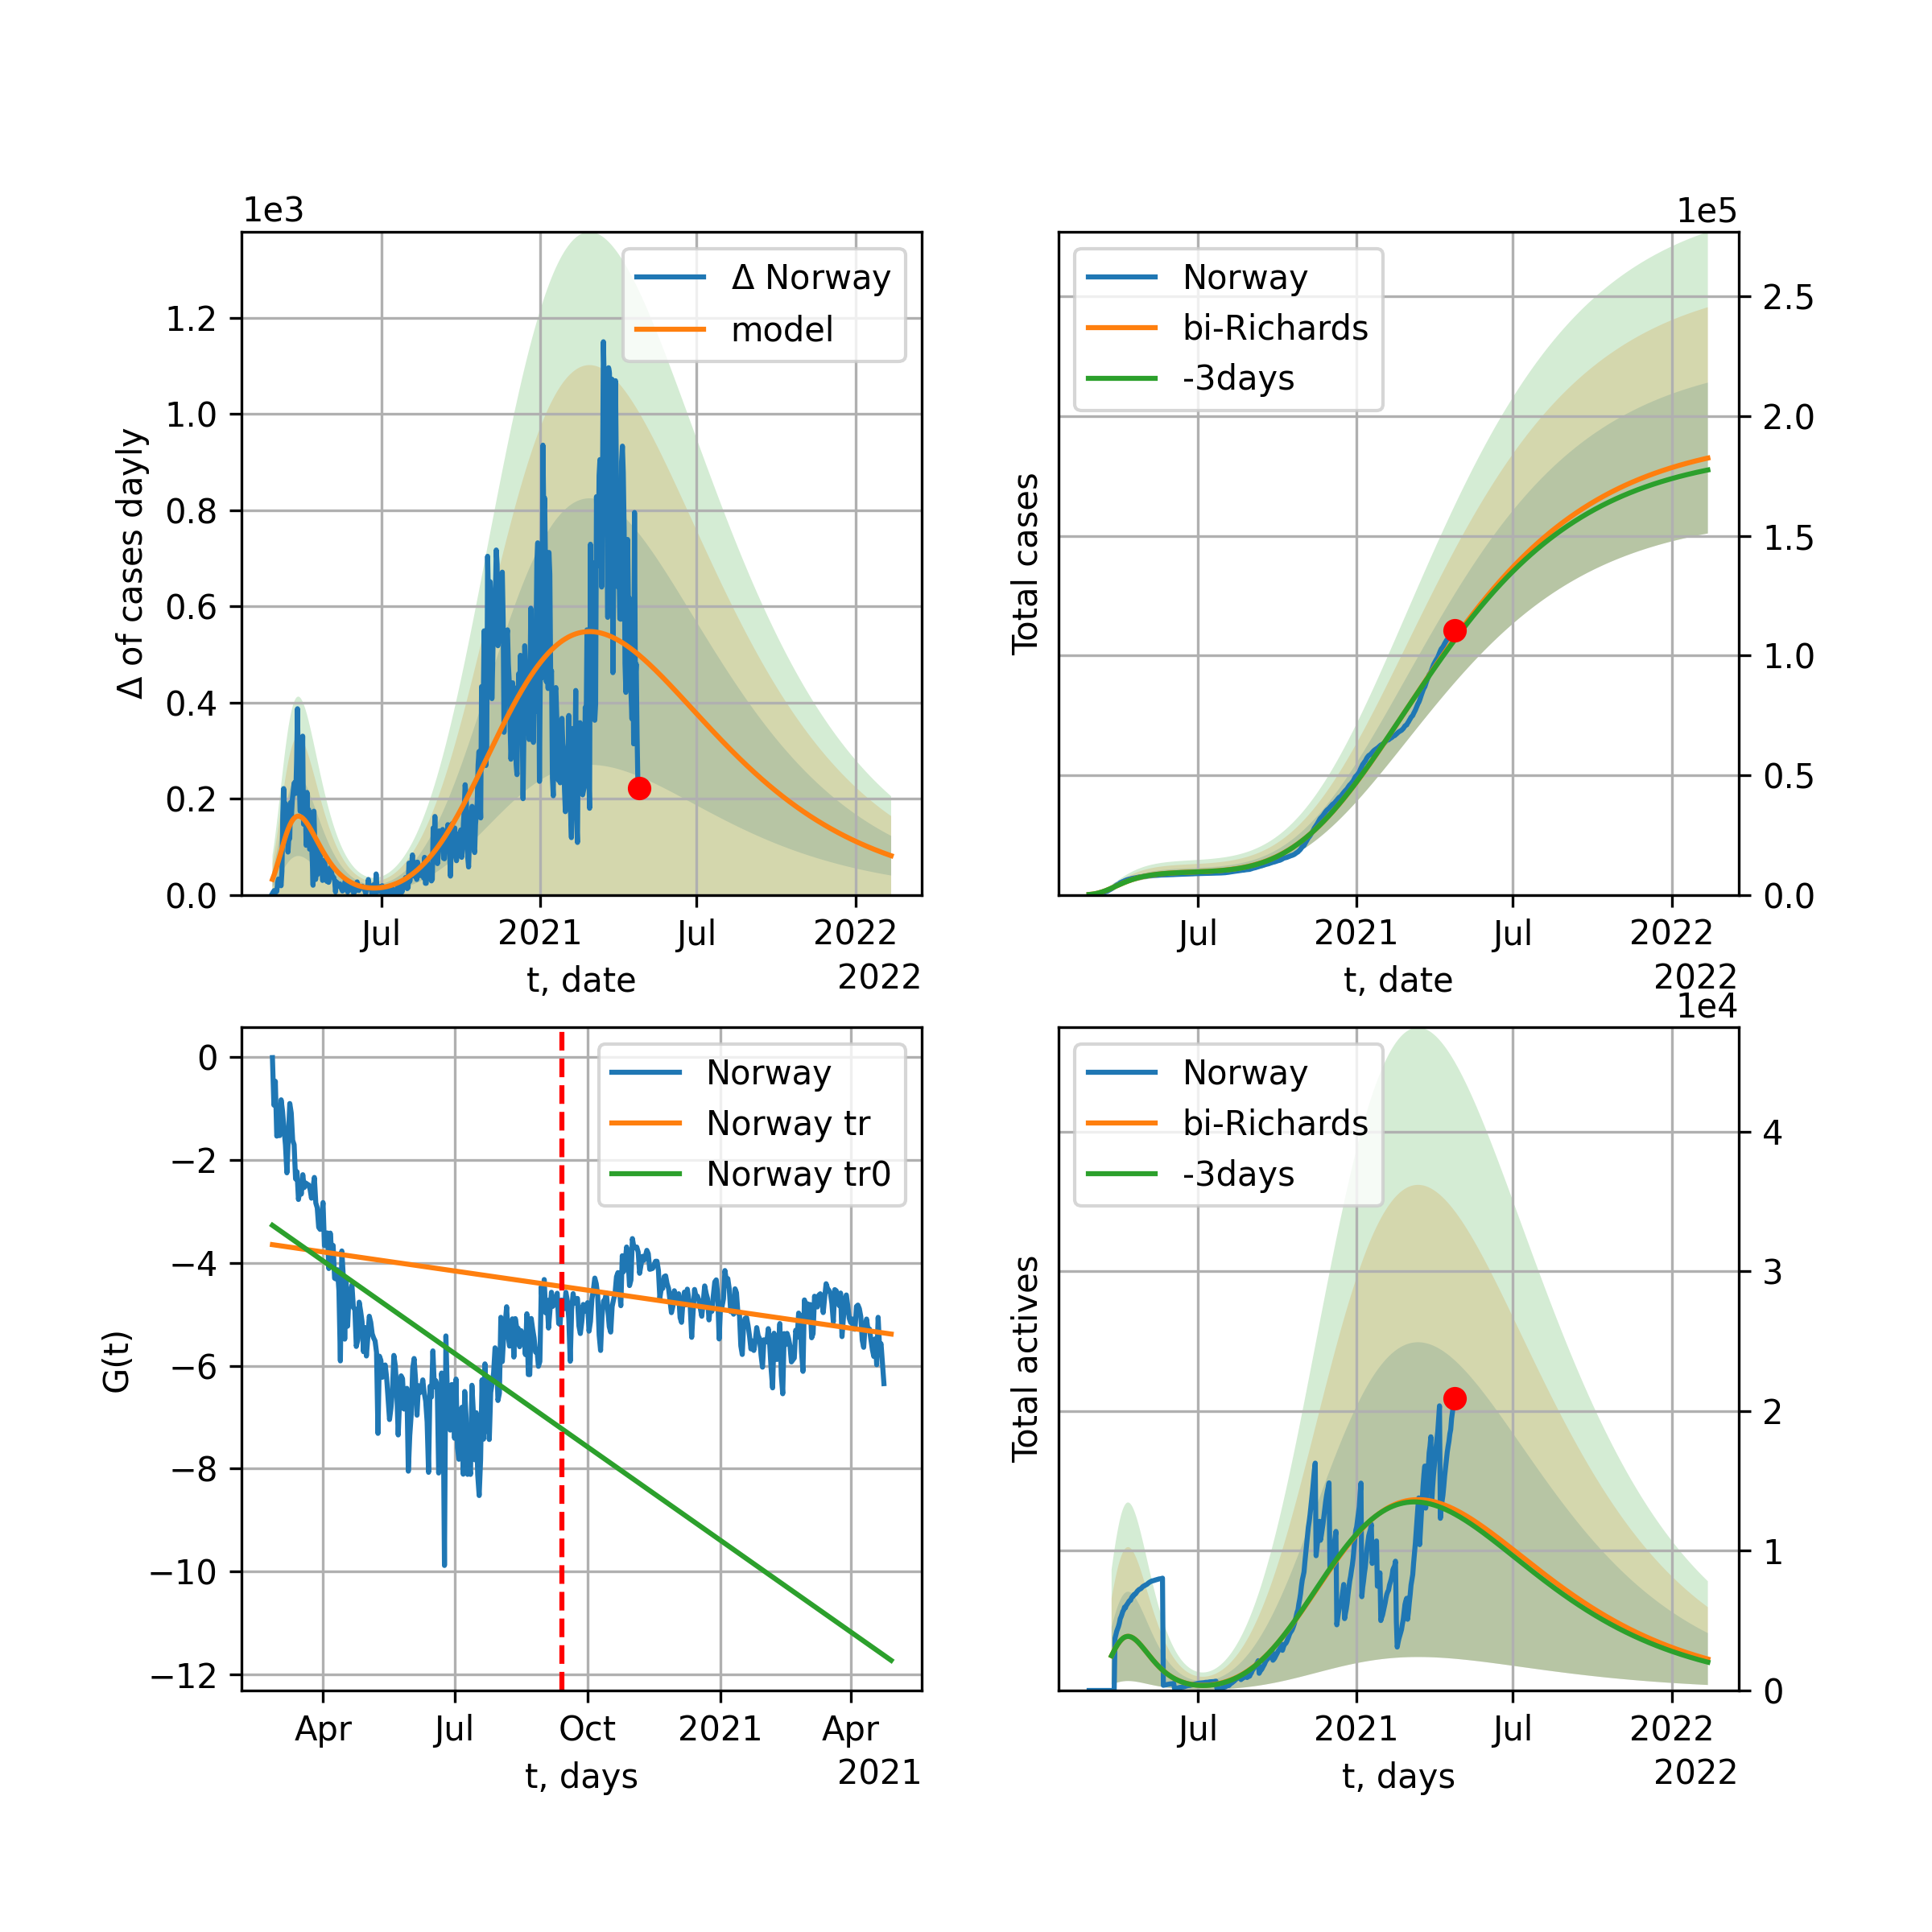 1e3
Δ of cases dayly
1.2
1.0
0.8
0.6
0.4
0.2
0.0
Δ Norway
model
Jul
2021
Jul
2022
t, date
2022
1e5
Total cases
Norway
bi-Richards
-3days
2.5
2.0
1.5
1.0
0.5
0.0
Jul
2021
Jul
2022
t, date
2022
G(t)
0
−2
−4
−6
−8
−10
−12
Norway
Norway tr
Norway tr0
Apr
Jul
Oct
2021
Apr
t, days
2021
1e4
Total actives
Norway
bi-Richards
-3days
4
3
2
1
0
Jul
2021
Jul
2022
t, days
2022